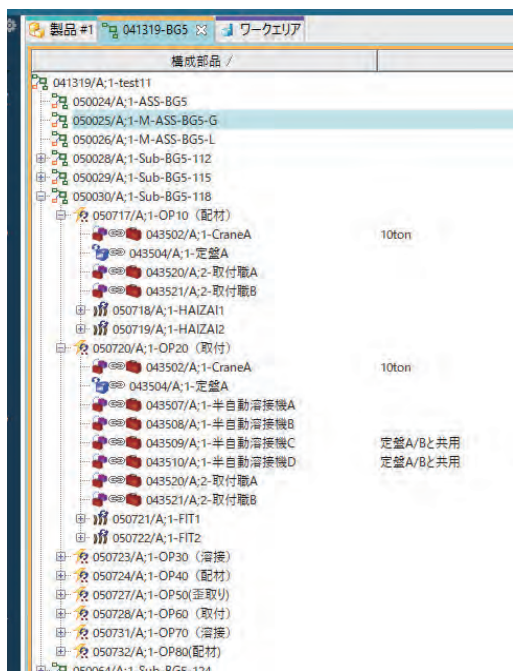 製品 #1 041319-BG5 ワークエリア
構成部品 /
041319/A;1-test11
050024/A;1-ASS-BG5
050025/A;1-M-ASS-BG5-G
050026/A;1-M-ASS-BG5-L
050028/A;1-Sub-BG5-112
050029/A;1-Sub-BG5-115
050030/A;1-Sub-BG5-118
050717/A;1-OP10（配材）
043502/A;1-CraneA 10ton
043504/A;1-定盤A
043520/A;2-取付職A
043521/A;2-取付職B
050718/A;1-HAIZAI1
050719/A;1-HAIZAI2
050720/A;1-OP20（取付）
043502/A;1-CraneA 10ton
043504/A;1-定盤A
043507/A;1-半自動溶接機A
043508/A;1-半自動溶接機B
043509/A;1-半自動溶接機C 定盤A/Bと共用
043510/A;1-半自動溶接機D 定盤A/Bと共用
043520/A;2-取付職A
043521/A;2-取付職B
050721/A;1-FIT1
050722/A;1-FIT2
050723/A;1-OP30（溶接）
050724/A;1-OP40（配材）
050727/A;1-OP50(歪取り)
050728/A;1-OP60（取付）
050731/A;1-OP70（溶接）
050732/A;1-OP80(配材)
050064/A;1-Sub-BG5-124